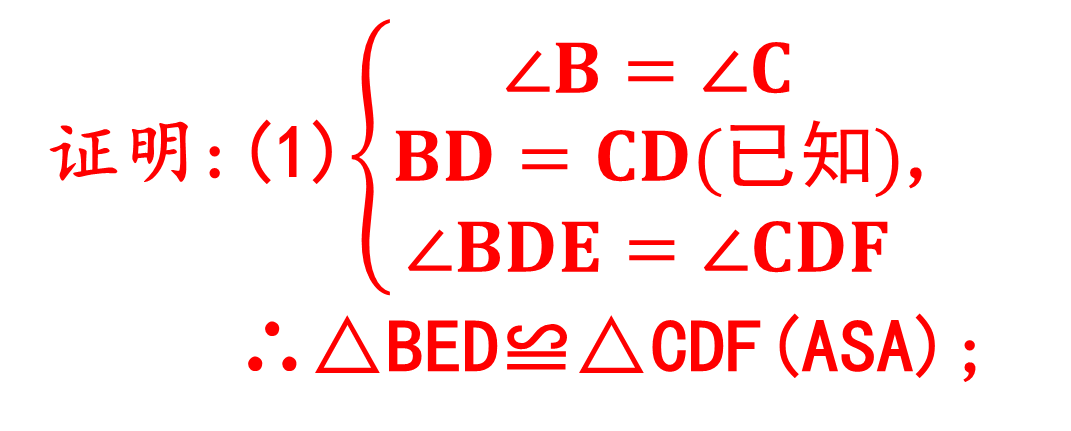 ∠B = ∠C
证明:(1){BD = CD(已知),
∠BDE = ∠CDF
∴△BED≌△CDF(ASA);